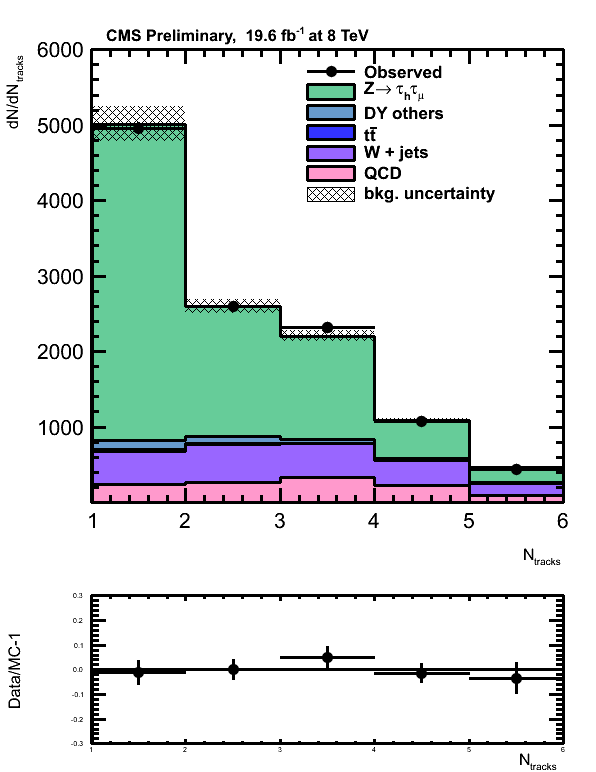 CMS Preliminary, 19.6 fb⁻¹ at 8 TeV
dN/dN_tracks
6000
5000
4000
3000
2000
1000
Observed
Z→ τ_hτ_μ
DY others
tt̄
W + jets
QCD
bkg. uncertainty
1 2 3 4 5 6
N_tracks
Data/MC-1
0.3
0.2
0.1
0.0
-0.1
-0.2
-0.3
1 2 3 4 5 6
N_tracks